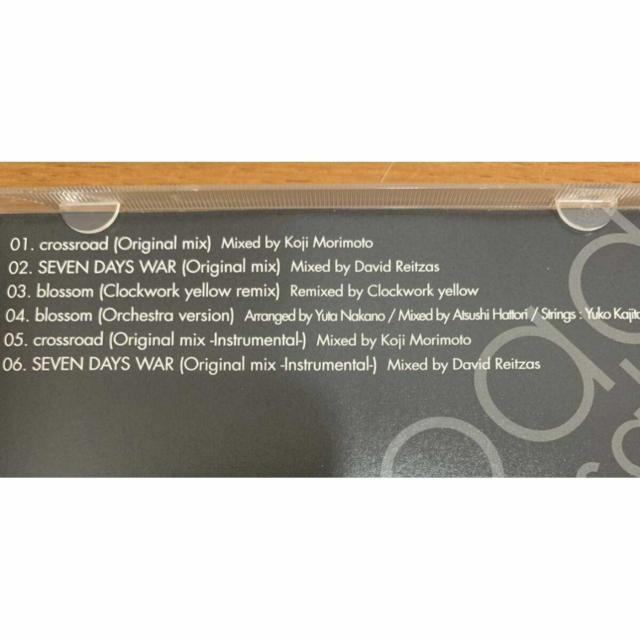 01. crossroad (Original mix) Mixed by Koji Morimoto
02. SEVEN DAYS WAR (Original mix) Mixed by David Reitzas
03. blossom (Clockwork yellow remix) Remixed by Clockwork yellow
04. blossom (Orchestra version) Arranged by Yuta Nakano / Mixed by Atsushi Hattori / Strings : Yuko Kajita
05. crossroad (Original mix -Instrumental-) Mixed by Koji Morimoto
06. SEVEN DAYS WAR (Original mix -Instrumental-) Mixed by David Reitzas